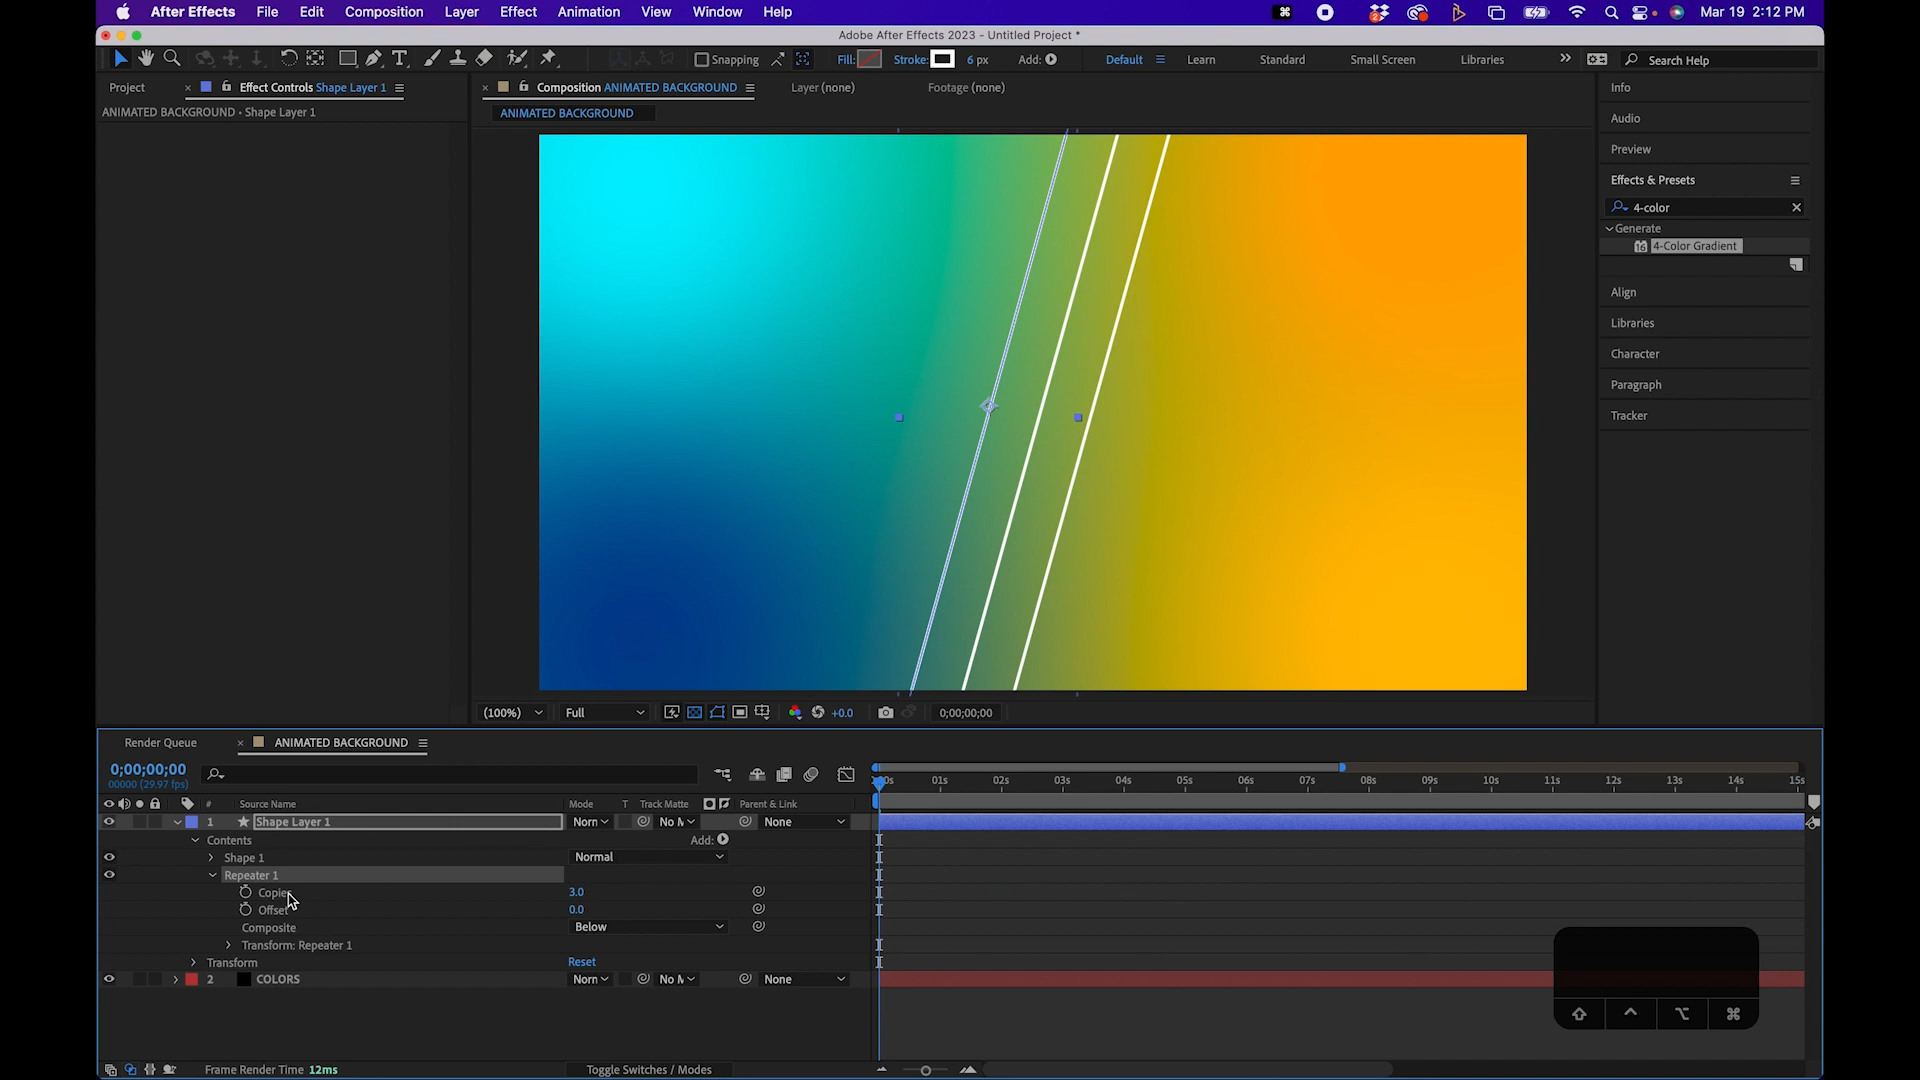 After Effects File Edit Composition Layer Effect Animation View Window Help Mar 19 2:12 PM
Adobe After Effects 2023 - Untitled Project *
Snapping Fill: Stroke: 6 px Add: Default Learn Standard Small Screen Libraries Search Help
Project Effect Controls Shape Layer 1 Composition ANIMATED BACKGROUND Layer (none) Footage (none) Info
ANIMATED BACKGROUND • Shape Layer 1 ANIMATED BACKGROUND
Audio
Preview
Effects & Presets
4-color
Generate
4-Color Gradient
Align
Libraries
Character
Paragraph
Tracker
(100%) Full +0.0 0;00;00;00
Render Queue ANIMATED BACKGROUND
0;00;00;00
00000 (29.97 fps)
0s 01s 02s 03s 04s 05s 06s 07s 08s 09s 10s 11s 12s 13s 14s 15s
# Source Name Mode T Track Matte Parent & Link
1 Shape Layer 1 Norn No M None
Contents Add:
Shape 1 Normal
Repeater 1
Copies 3.0
Offset 0.0
Composite Below
Transform: Repeater 1
Transform Reset
2 COLORS Norn No M None
Frame Render Time 12ms Toggle Switches / Modes